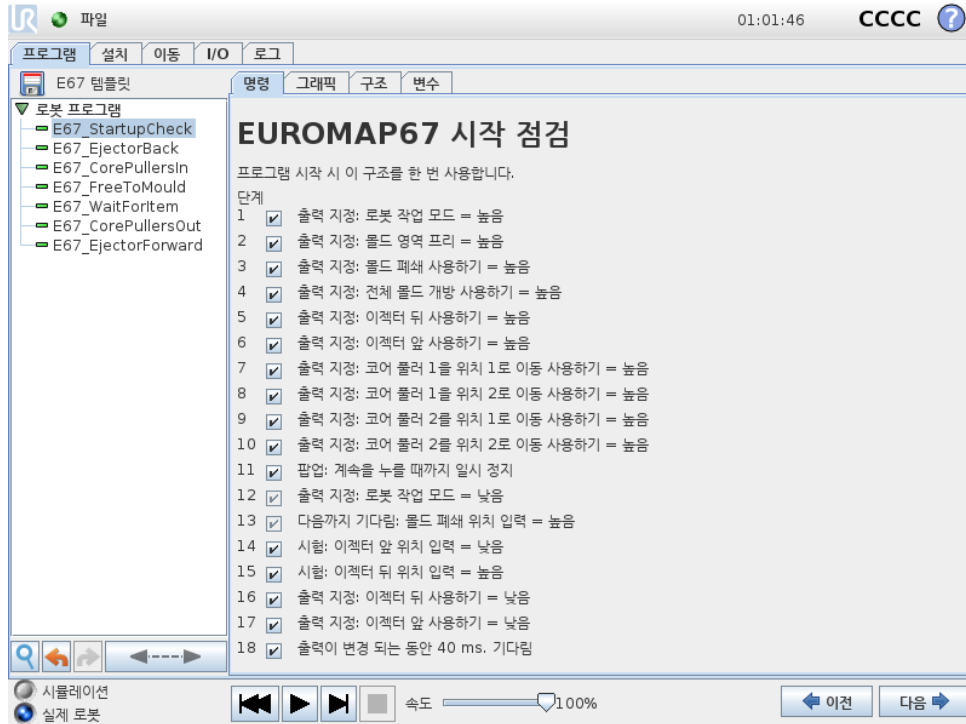 UR 파일 01:01:46 CCCC ?
프로그램 설치 이동 I/O 로그
E67 템플릿
명령 그래픽 구조 변수
로봇 프로그램
E67_StartupCheck
E67_EjectorBack
E67_CorePullersIn
E67_FreeToMould
E67_WaitForItem
E67_CorePullersOut
E67_EjectorForward
EUROMAP67 시작 점검
프로그램 시작 시 이 구조를 한 번 사용합니다.
단계
1 출력 지정: 로봇 작업 모드 = 높음
2 출력 지정: 몰드 영역 프리 = 높음
3 출력 지정: 몰드 폐쇄 사용하기 = 높음
4 출력 지정: 전체 몰드 개방 사용하기 = 높음
5 출력 지정: 이젝터 뒤 사용하기 = 높음
6 출력 지정: 이젝터 앞 사용하기 = 높음
7 출력 지정: 코어 풀러 1을 위치 1로 이동 사용하기 = 높음
8 출력 지정: 코어 풀러 1을 위치 2로 이동 사용하기 = 높음
9 출력 지정: 코어 풀러 2를 위치 1로 이동 사용하기 = 높음
10 출력 지정: 코어 풀러 2를 위치 2로 이동 사용하기 = 높음
11 팝업: 계속을 누를 때까지 일시 정지
12 출력 지정: 로봇 작업 모드 = 낮음
13 다음까지 기다림: 몰드 폐쇄 위치 입력 = 높음
14 시험: 이젝터 앞 위치 입력 = 낮음
15 시험: 이젝터 뒤 위치 입력 = 높음
16 출력 지정: 이젝터 뒤 사용하기 = 낮음
17 출력 지정: 이젝터 앞 사용하기 = 낮음
18 출력이 변경 되는 동안 40 ms. 기다림
시뮬레이션
실제 로봇
속도 100%
이전 다음